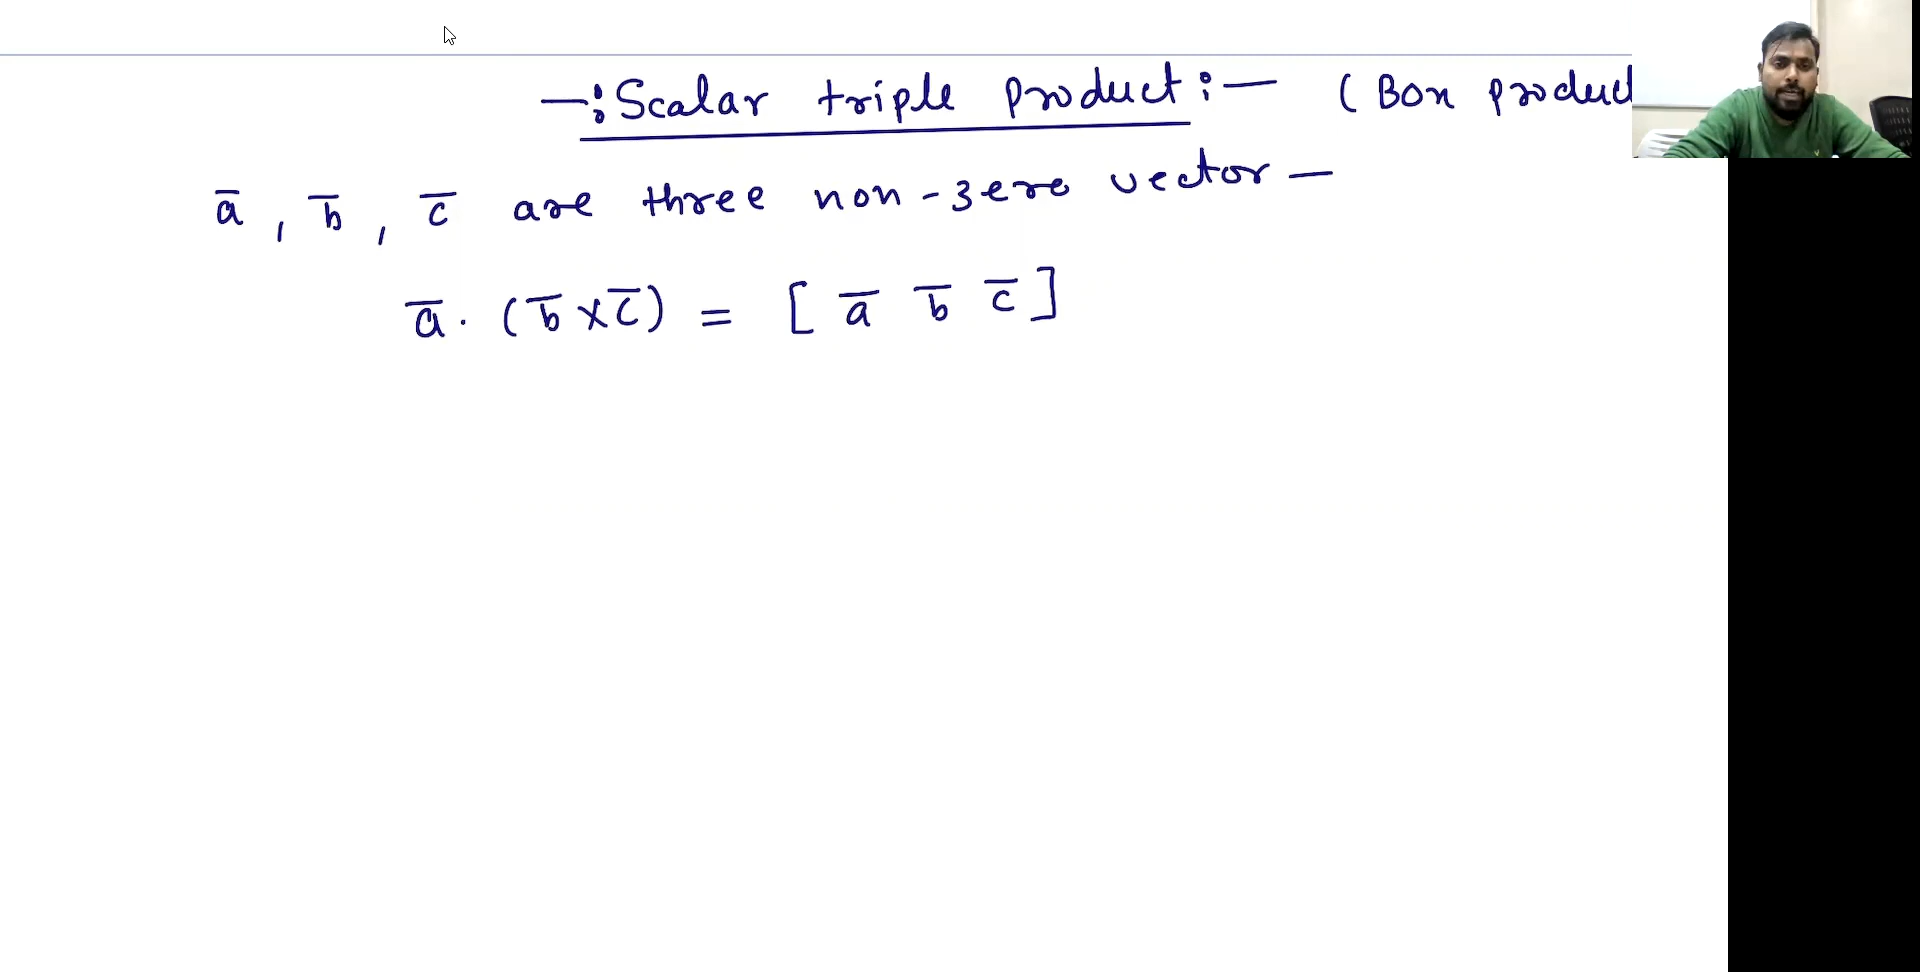 -: Scalar triple product :- ( Box product
a̅ , b̅ , c̅ are three non-zero vector -
a̅ . ( b̅ × c̅ ) = [ a̅ b̅ c̅ ]